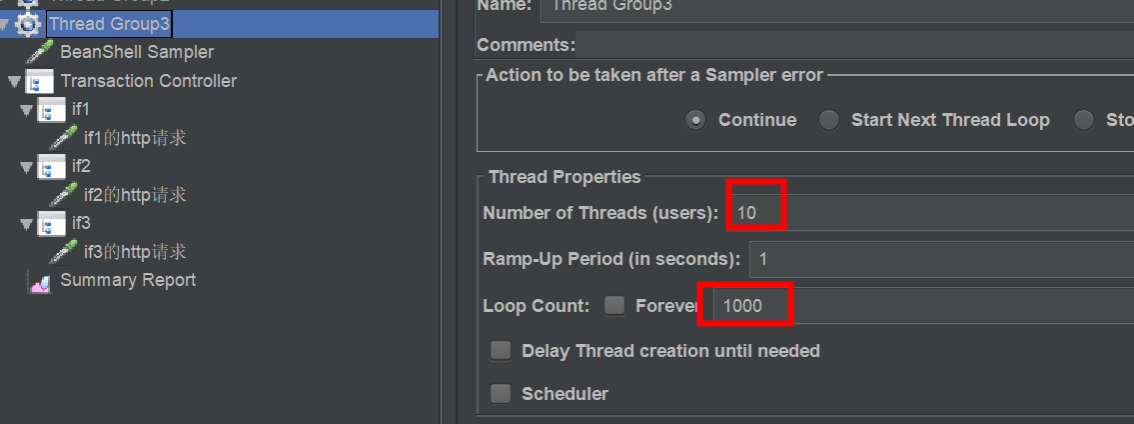 Thread Group3
BeanShell Sampler
Transaction Controller
if1
if1的http请求
if2
if2的http请求
if3
if3的http请求
Summary Report
Name: Thread Group3
Comments:
Action to be taken after a Sampler error
Continue Start Next Thread Loop Sto
Thread Properties
Number of Threads (users): 10
Ramp-Up Period (in seconds): 1
Loop Count: Forever 1000
Delay Thread creation until needed
Scheduler